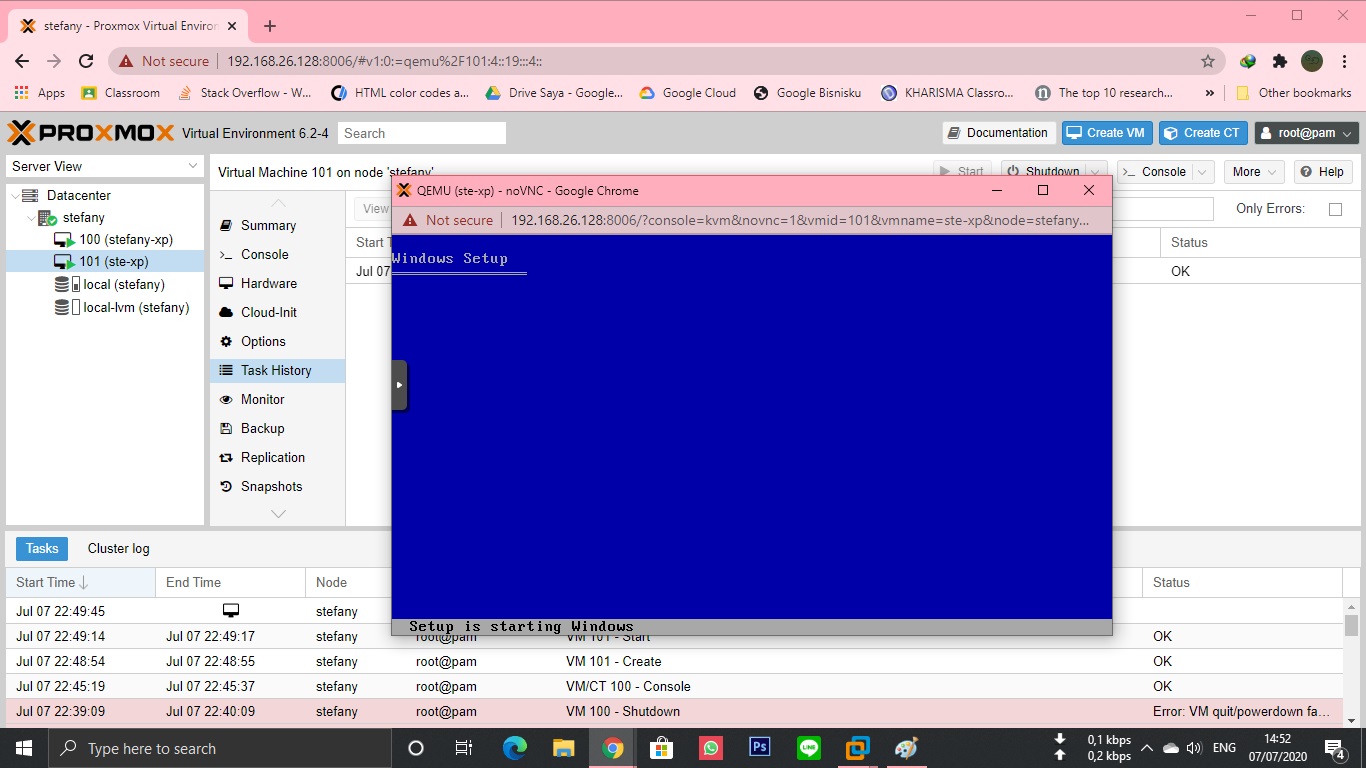 stefany - Proxmox Virtual Environ
Not secure 192.168.26.128:8006/#v1:0:=qemu%2F101:4::19:::4::
Apps Classroom Stack Overflow - W... HTML color codes a... Drive Saya - Google... Google Cloud Google Bisnisku KHARISMA Classro... The top 10 research... » Other bookmarks
PROXMOX Virtual Environment 6.2-4 Search Documentation Create VM Create CT root@pam
Server View
Datacenter
stefany
100 (stefany-xp)
101 (ste-xp)
local (stefany)
local-lvm (stefany)
Virtual Machine 101 on node 'stefany' Start Shutdown Console More Help
Summary
Console
Hardware
Cloud-Init
Options
Task History
Monitor
Backup
Replication
Snapshots
View Only Errors:
Start T Status
Jul 07 OK
QEMU (ste-xp) - noVNC - Google Chrome
Not secure 192.168.26.128:8006/?console=kvm&novnc=1&vmid=101&vmname=ste-xp&node=stefany...
Windows Setup
Setup is starting Windows
Tasks Cluster log
Start Time End Time Node Status
Jul 07 22:49:45 stefany
Jul 07 22:49:14 Jul 07 22:49:17 stefany root@pam VM 101 - Start OK
Jul 07 22:48:54 Jul 07 22:48:55 stefany root@pam VM 101 - Create OK
Jul 07 22:45:19 Jul 07 22:45:37 stefany root@pam VM/CT 100 - Console OK
Jul 07 22:39:09 Jul 07 22:40:09 stefany root@pam VM 100 - Shutdown Error: VM quit/powerdown fa...
Type here to search Ps LINE 0,1 kbps ENG 14:52
0,2 kbps 07/07/2020 4